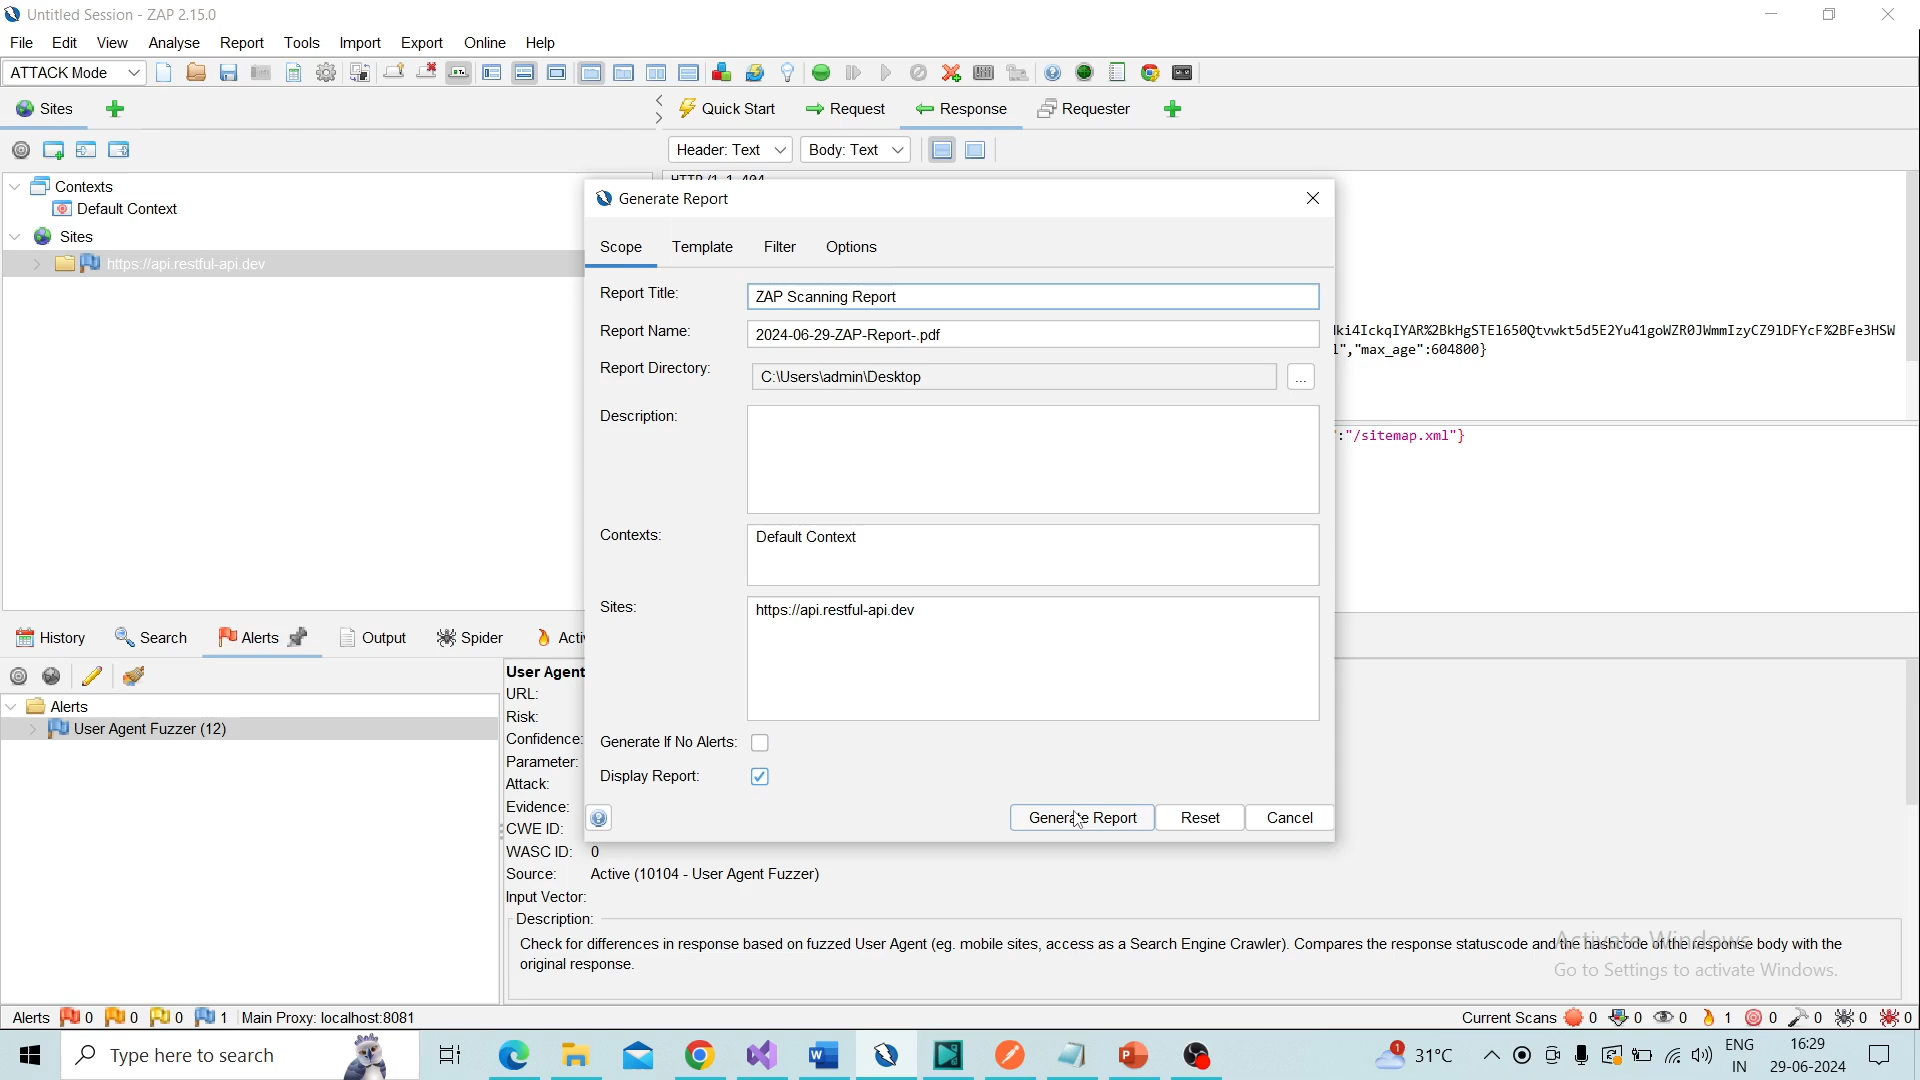 Untitled Session - ZAP 2.15.0
File Edit View Analyse Report Tools Import Export Online Help
ATTACK Mode
Sites
Quick Start Request Response Requester
Header: Text Body: Text
Contexts
Default Context
Sites
https://api.restful-api.dev
HTTP/1.1 404
Generate Report
Scope Template Filter Options
Report Title: ZAP Scanning Report
Report Name: 2024-06-29-ZAP-Report-.pdf
Report Directory: C:\Users\admin\Desktop ...
Description:
Contexts: Default Context
Sites: https://api.restful-api.dev
Generate If No Alerts:
Display Report:
Generate Report Reset Cancel
ki4IckqIYAR%2BkHgSTEl650Qtvwkt5d5E2Yu41goWZR0JWmmIzyCZ91DFYcF%2BFe3HSW
","max_age":604800}
:"/sitemap.xml"}
History Search Alerts Output Spider Acti
Alerts
User Agent Fuzzer (12)
User Agent
URL:
Risk:
Confidence:
Parameter:
Attack:
Evidence:
CWE ID:
WASC ID: 0
Source: Active (10104 - User Agent Fuzzer)
Input Vector:
Description:
Check for differences in response based on fuzzed User Agent (eg. mobile sites, access as a Search Engine Crawler). Compares the response statuscode and the hashcode of the response body with the
original response.
Activate Windows
Go to Settings to activate Windows.
Alerts 0 0 0 1 Main Proxy: localhost:8081
Current Scans 0 0 0 1 0 0 0 0
Type here to search
1 31°C
ENG
IN
16:29
29-06-2024